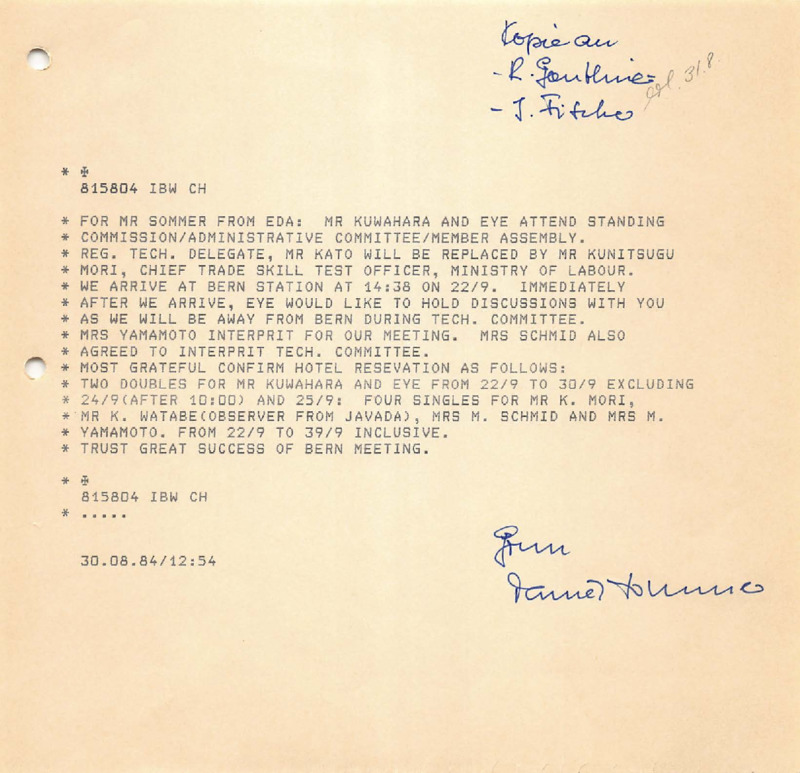 Kopie an
- R.
- J.
31.8.
* ✠
815804 IBW CH
* FOR MR SOMMER FROM EDA: MR KUWAHARA AND EYE ATTEND STANDING
* COMMISSION/ADMINISTRATIVE COMMITTEE/MEMBER ASSEMBLY.
* REG. TECH. DELEGATE, MR KATO WILL BE REPLACED BY MR KUNITSUGU
* MORI, CHIEF TRADE SKILL TEST OFFICER, MINISTRY OF LABOUR.
* WE ARRIVE AT BERN STATION AT 14:38 ON 22/9. IMMEDIATELY
* AFTER WE ARRIVE, EYE WOULD LIKE TO HOLD DISCUSSIONS WITH YOU
* AS WE WILL BE AWAY FROM BERN DURING TECH. COMMITTEE.
* MRS YAMAMOTO INTERPRIT FOR OUR MEETING. MRS SCHMID ALSO
* AGREED TO INTERPRIT TECH. COMMITTEE.
* MOST GRATEFUL CONFIRM HOTEL RESEVATION AS FOLLOWS:
* TWO DOUBLES FOR MR KUWAHARA AND EYE FROM 22/9 TO 30/9 EXCLUDING
* 24/9(AFTER 10:00) AND 25/9: FOUR SINGLES FOR MR K. MORI,
* MR K. WATABE(OBSERVER FROM JAVADA), MRS M. SCHMID AND MRS M.
* YAMAMOTO. FROM 22/9 TO 39/9 INCLUSIVE.
* TRUST GREAT SUCCESS OF BERN MEETING.
* ✠
815804 IBW CH
* .....
30.08.84/12:54